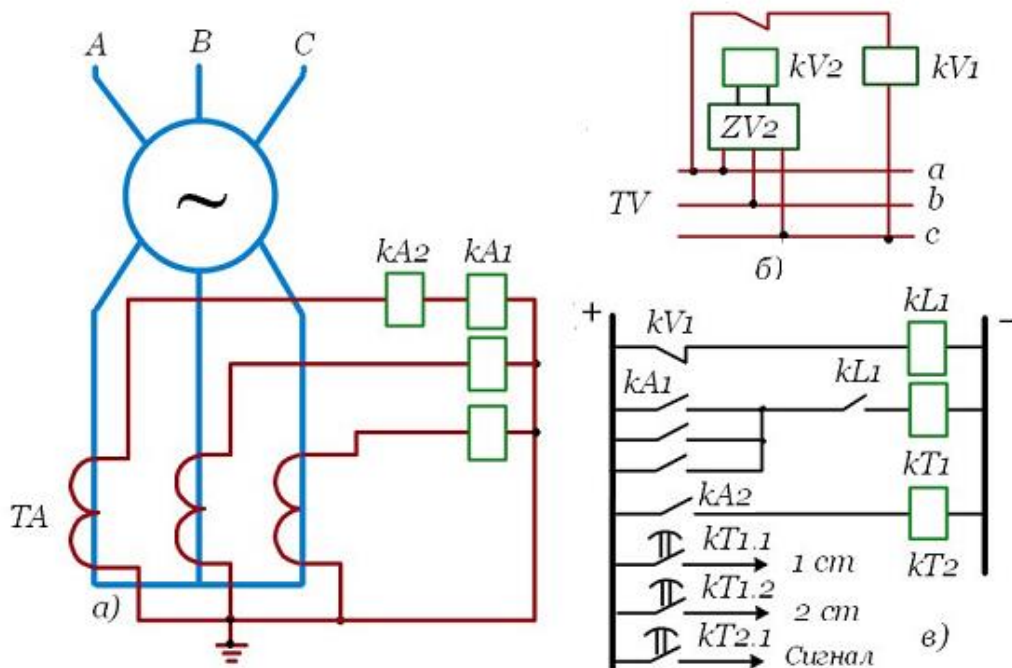 A B C
kA2 kA1
TA
а)
kV2 kV1
ZV2
a
TV b
c
б)
+ kV1 kL1 –
kA1 kL1
kT1
kA2
kT1.1 1 ст kT2
kT1.2 2 ст
kT2.1 Сигнал в)